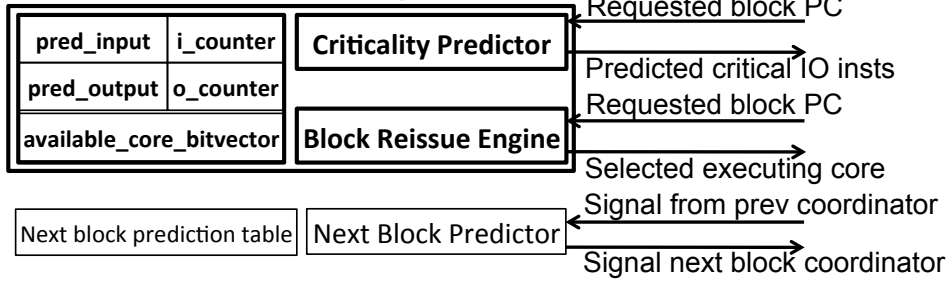 Requested block PC
pred_input i_counter Criticality Predictor
Predicted critical IO insts
pred_output o_counter
Requested block PC
available_core_bitvector Block Reissue Engine
Selected executing core
Signal from prev coordinator
Next block prediction table Next Block Predictor
Signal next block coordinator